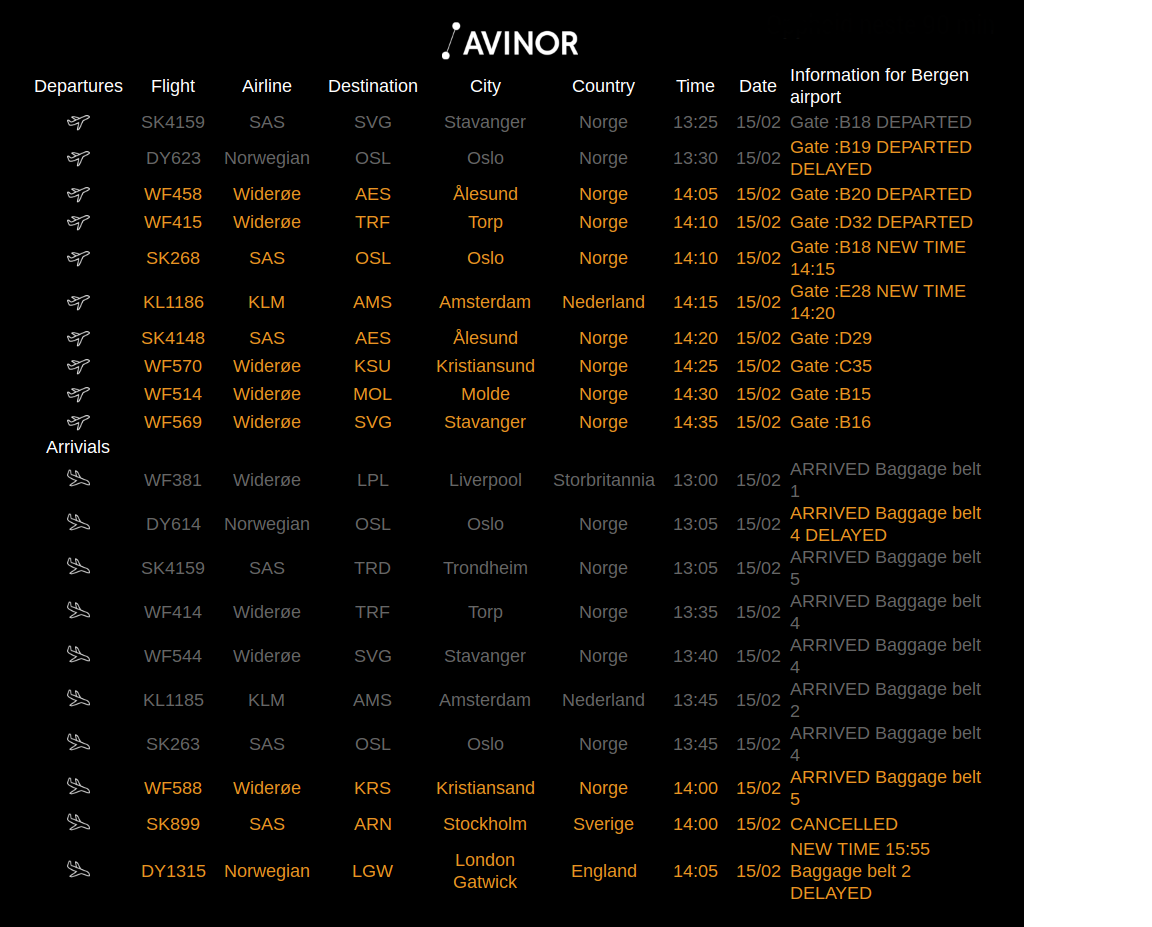 AVINOR
Departures Flight Airline Destination City Country Time Date Information for Bergen
airport
SK4159 SAS SVG Stavanger Norge 13:25 15/02 Gate :B18 DEPARTED
DY623 Norwegian OSL Oslo Norge 13:30 15/02 Gate :B19 DEPARTED
DELAYED
WF458 Widerøe AES Ålesund Norge 14:05 15/02 Gate :B20 DEPARTED
WF415 Widerøe TRF Torp Norge 14:10 15/02 Gate :D32 DEPARTED
SK268 SAS OSL Oslo Norge 14:10 15/02 Gate :B18 NEW TIME
14:15
KL1186 KLM AMS Amsterdam Nederland 14:15 15/02 Gate :E28 NEW TIME
14:20
SK4148 SAS AES Ålesund Norge 14:20 15/02 Gate :D29
WF570 Widerøe KSU Kristiansund Norge 14:25 15/02 Gate :C35
WF514 Widerøe MOL Molde Norge 14:30 15/02 Gate :B15
WF569 Widerøe SVG Stavanger Norge 14:35 15/02 Gate :B16
Arrivials
WF381 Widerøe LPL Liverpool Storbritannia 13:00 15/02 ARRIVED Baggage belt
1
DY614 Norwegian OSL Oslo Norge 13:05 15/02 ARRIVED Baggage belt
4 DELAYED
SK4159 SAS TRD Trondheim Norge 13:05 15/02 ARRIVED Baggage belt
5
WF414 Widerøe TRF Torp Norge 13:35 15/02 ARRIVED Baggage belt
4
WF544 Widerøe SVG Stavanger Norge 13:40 15/02 ARRIVED Baggage belt
4
KL1185 KLM AMS Amsterdam Nederland 13:45 15/02 ARRIVED Baggage belt
2
SK263 SAS OSL Oslo Norge 13:45 15/02 ARRIVED Baggage belt
4
WF588 Widerøe KRS Kristiansand Norge 14:00 15/02 ARRIVED Baggage belt
5
SK899 SAS ARN Stockholm Sverige 14:00 15/02 CANCELLED
DY1315 Norwegian LGW London Gatwick England 14:05 15/02 NEW TIME 15:55
Baggage belt 2
DELAYED